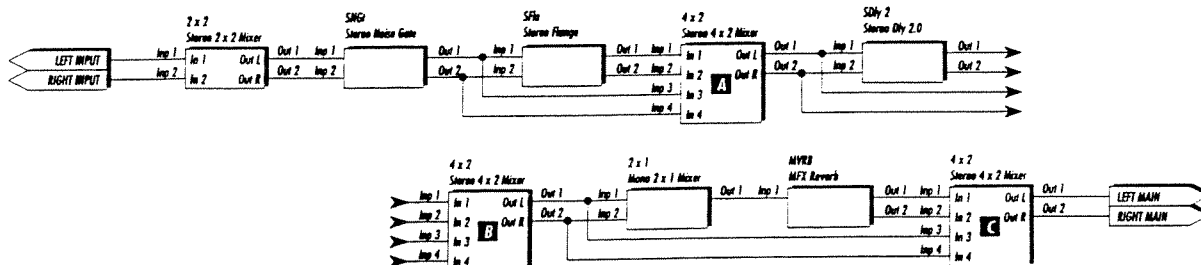 2 x 2
Stereo 2 x 2 Mixer
SNGt
Stereo Noise Gate
SFla
Stereo Flange
4 x 2
Stereo 4 x 2 Mixer
SDly 2
Stereo Dly 2.0
LEFT INPUT
RIGHT INPUT
Inp 1
Inp 2
In 1
In 2
Out L
Out R
Out 1
Out 2
Inp 1
Inp 2
Out 1
Out 2
Inp 1
Inp 2
Out 1
Out 2
Inp 1
Inp 2
Inp 3
Inp 4
In 1
In 2
In 3
In 4
Out L
Out R
A
Out 1
Out 2
Inp 1
Inp 2
Out 1
Out 2
4 x 2
Stereo 4 x 2 Mixer
2 x 1
Mono 2 x 1 Mixer
MVRB
MFX Reverb
4 x 2
Stereo 4 x 2 Mixer
Inp 1
Inp 2
Inp 3
Inp 4
In 1
In 2
In 3
In 4
Out L
Out R
B
Out 1
Out 2
Inp 1
Inp 2
Out 1
Inp 1
Out 1
Out 2
Inp 1
Inp 2
Inp 3
Inp 4
In 1
In 2
In 3
In 4
Out L
Out R
C
Out 1
Out 2
LEFT MAIN
RIGHT MAIN